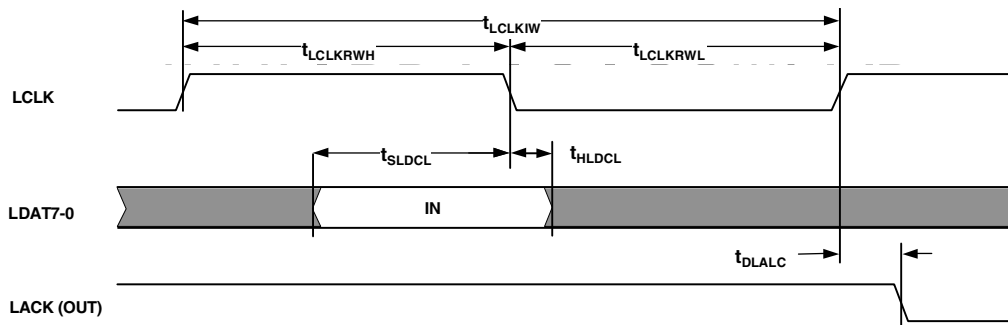 tLCLKIW
tLCLKRWH
tLCLKRWL
LCLK
tSLDCL
tHLDCL
LDAT7-0
IN
tDLALC
LACK (OUT)